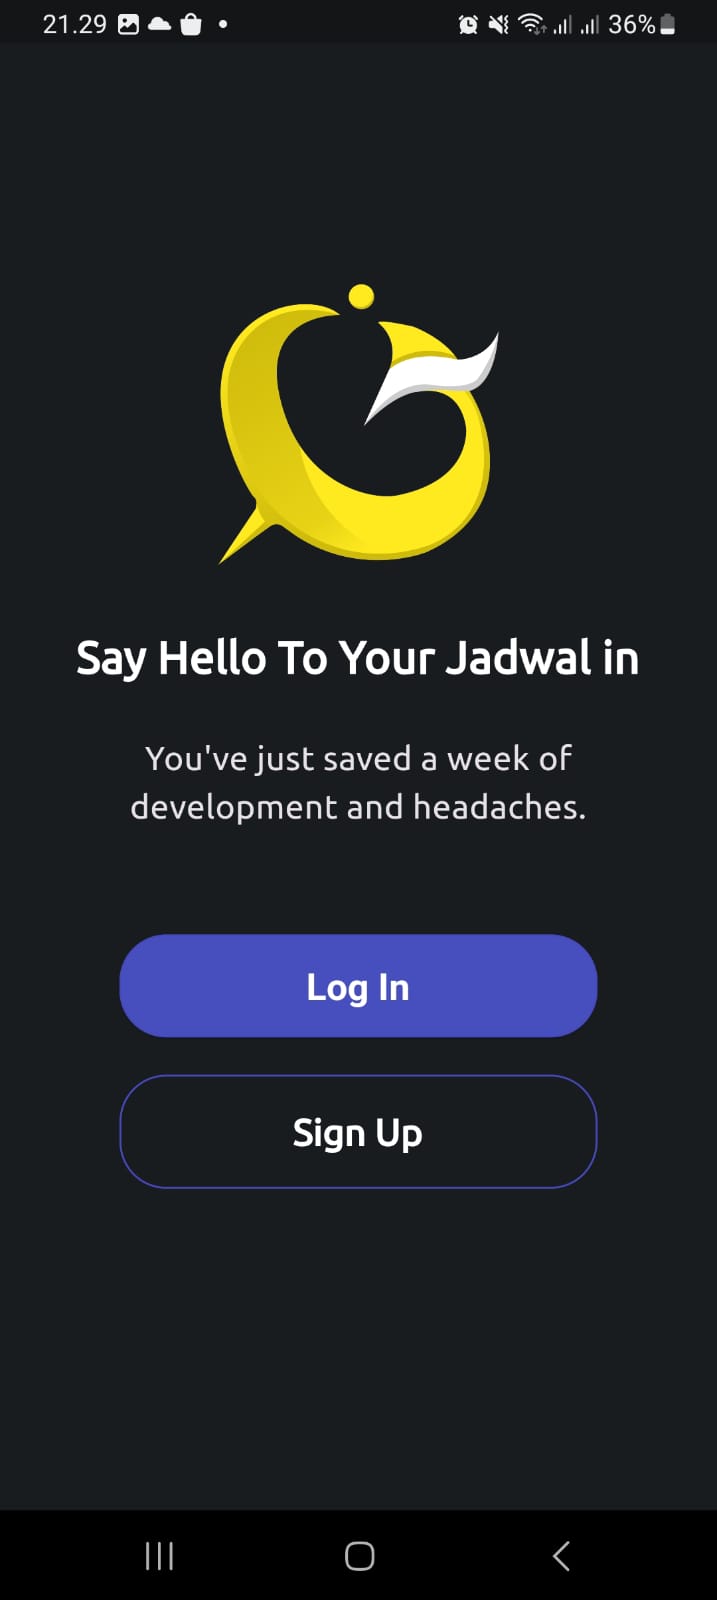 21.29
36%
Say Hello To Your Jadwal in
You've just saved a week of
development and headaches.
Log In
Sign Up